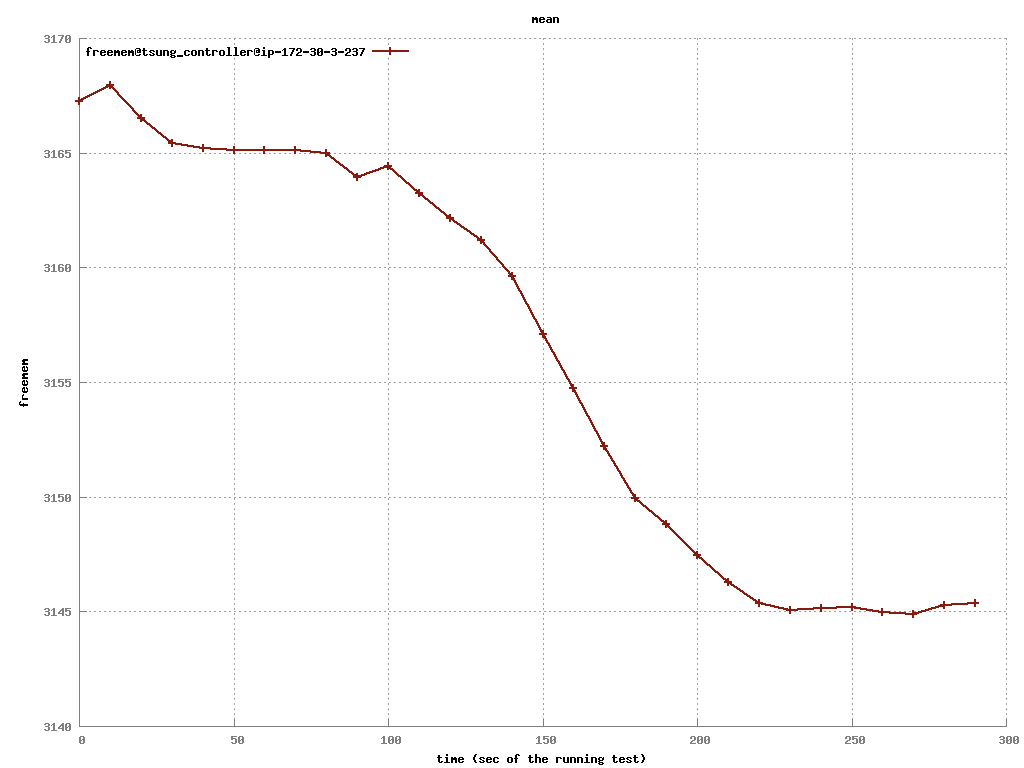 mean
3170
freemem@tsung_controller@ip-172-30-3-237
3165
3160
3155
freemem
3150
3145
3140
0 50 100 150 200 250 300
time (sec of the running test)